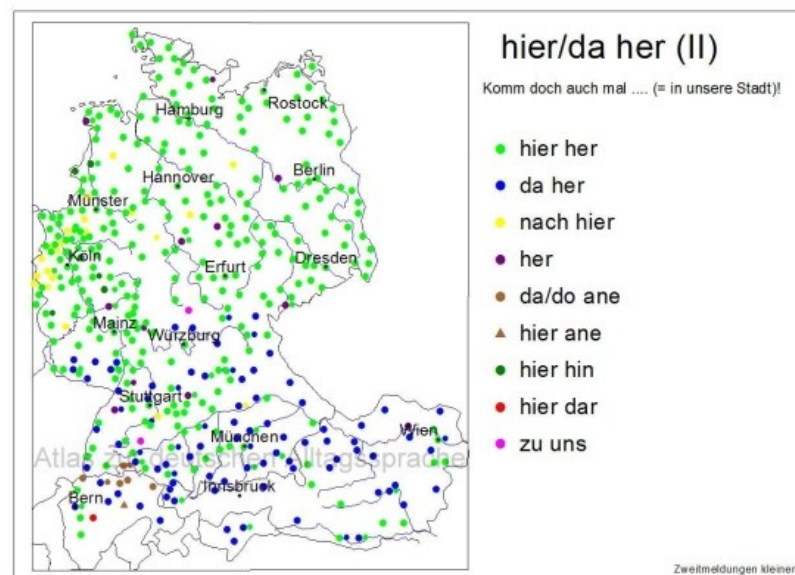 hier/da her (II)
Komm doch auch mal .... (= in unsere Stadt)!
hier her
da her
nach hier
her
da/do ane
hier ane
hier hin
hier dar
zu uns
Rostock
Hamburg
Berlin
Hannover
Münster
Köln
Erfurt
Dresden
Mainz
Würzburg
Stuttgart
München
Wien
Atlas zur deutschen Alltagssprache
Bern
Innsbruck
Zweitmeldungen kleiner